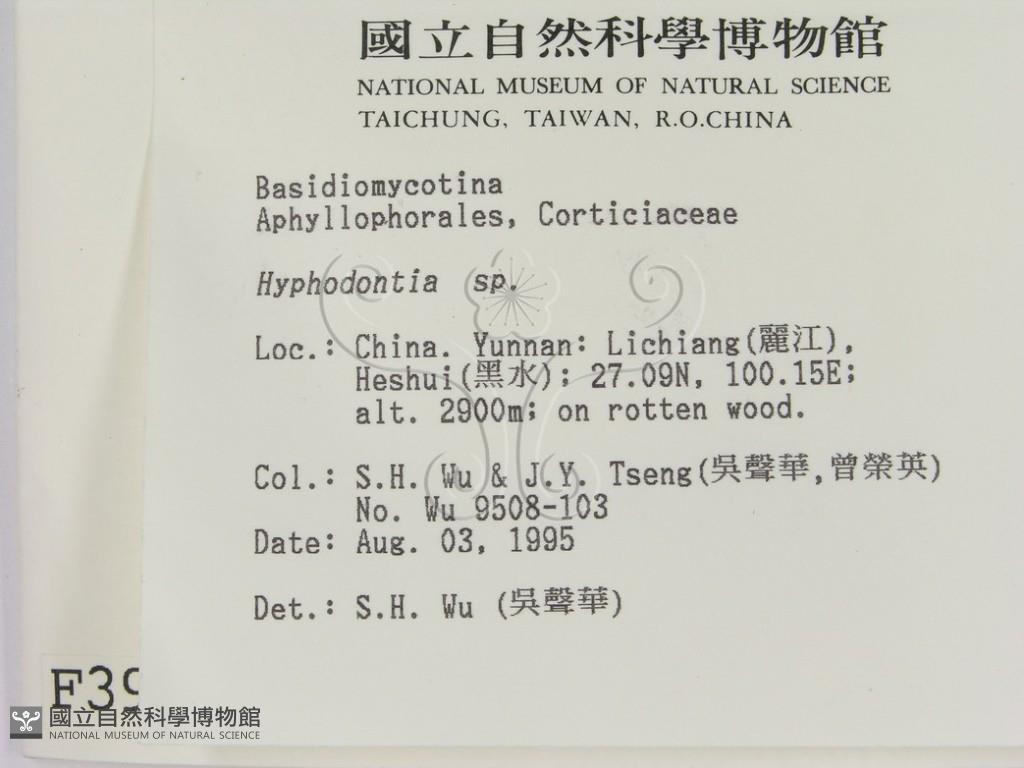 國立自然科學博物館
NATIONAL MUSEUM OF NATURAL SCIENCE
TAICHUNG, TAIWAN, R.O.CHINA
Basidiomycotina
Aphyllophorales, Corticiaceae
Hyphodontia sp.
Loc.: China. Yunnan: Lichiang(麗江),
Heshui(黑水); 27.09N, 100.15E;
alt. 2900m; on rotten wood.
Col.: S.H. Wu & J.Y. Tseng(吳聲華,曾榮英)
No. Wu 9508-103
Date: Aug. 03, 1995
Det.: S.H. Wu (吳聲華)
國立自然科學博物館
NATIONAL MUSEUM OF NATURAL SCIENCE